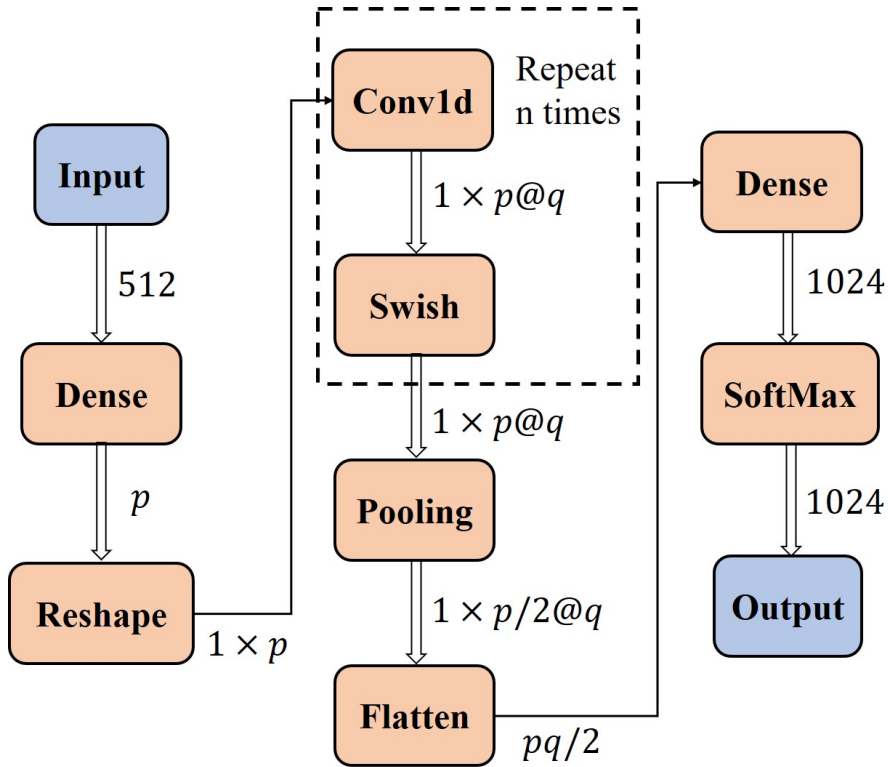 Input
512
Dense
p
Reshape
1 × p
Conv1d
Repeat
n times
1 × p@q
Swish
1 × p@q
Pooling
1 × p/2@q
Flatten
pq/2
Dense
1024
SoftMax
1024
Output